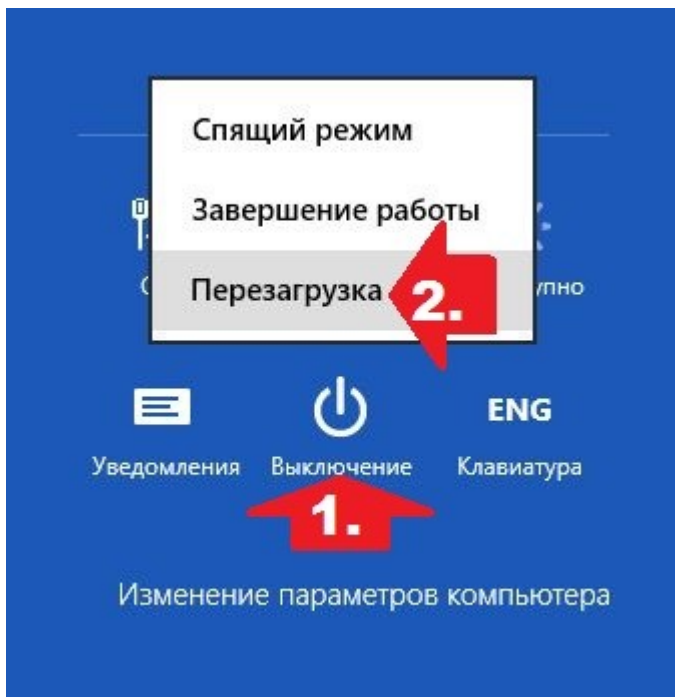 Спящий режим
Завершение работы
Перезагрузка
2.
ENG
Уведомления Выключение Клавиатура
1.
Изменение параметров компьютера